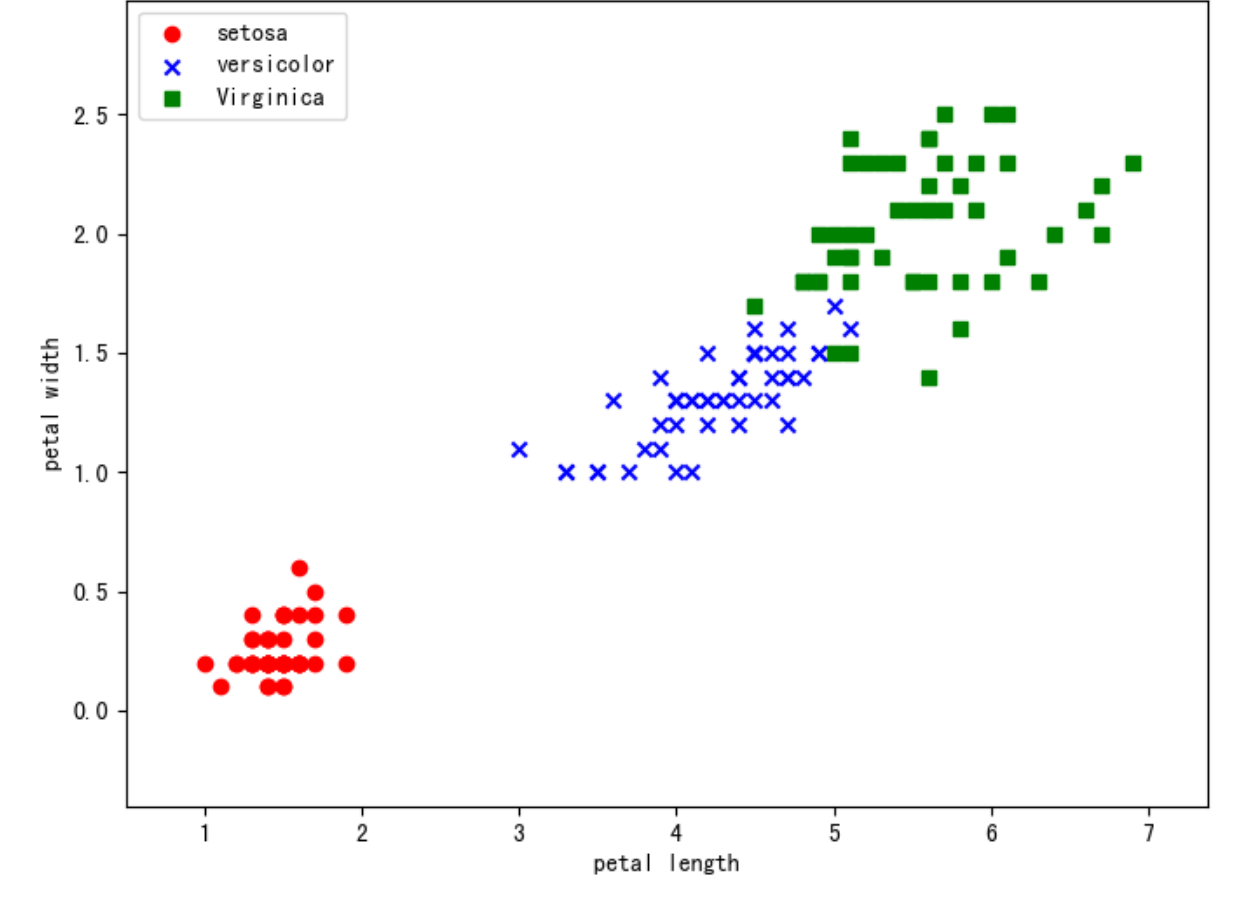 setosa
versicolor
Virginica
2.5
2.0
1.5
1.0
0.5
0.0
petal width
1 2 3 4 5 6 7
petal length